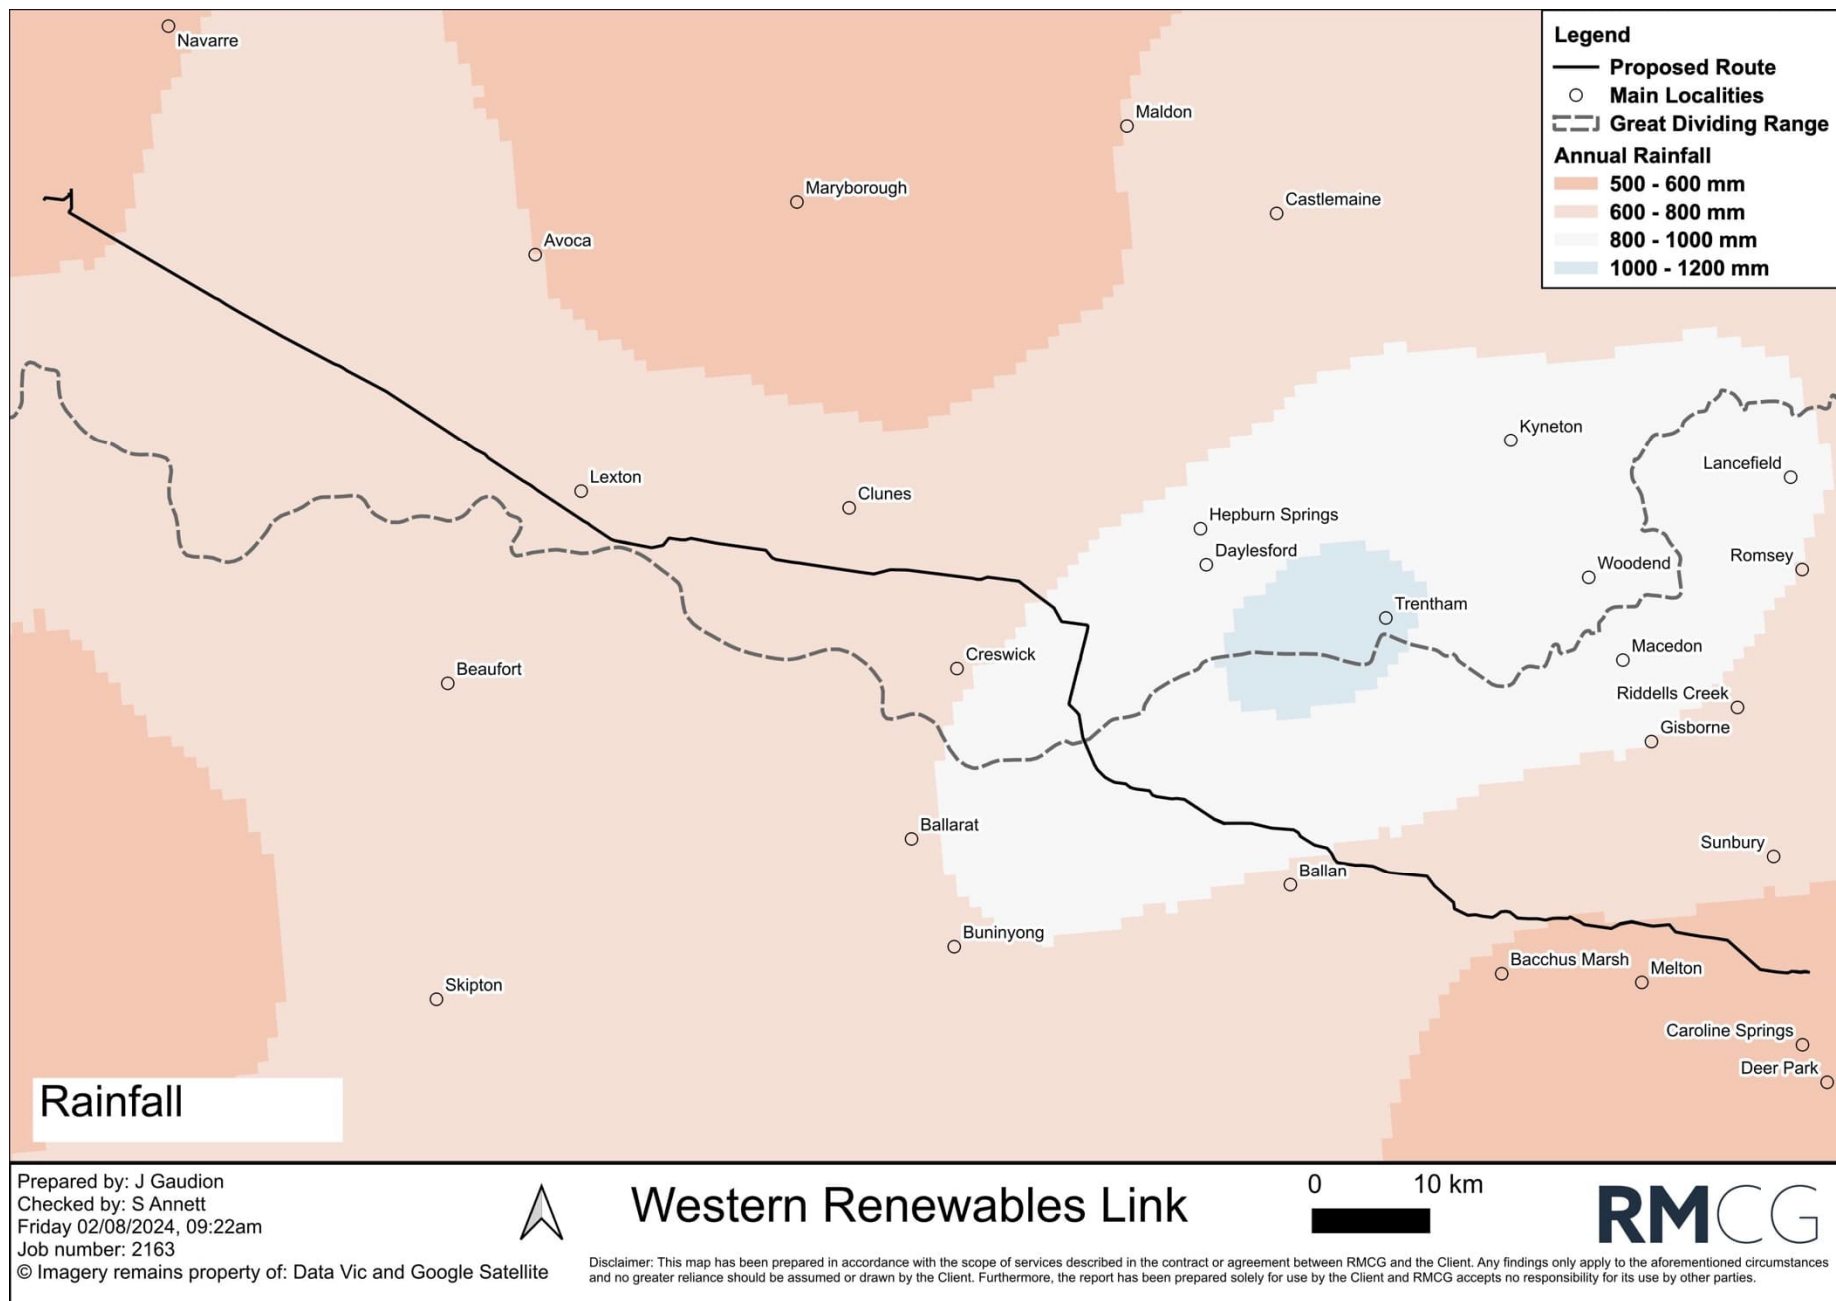 Navarre
Maldon
Maryborough
Castlemaine
Avoca
Legend
Proposed Route
Main Localities
Great Dividing Range
Annual Rainfall
500 - 600 mm
600 - 800 mm
800 - 1000 mm
1000 - 1200 mm
Kyneton
Lancefield
Lexton
Clunes
Hepburn Springs
Daylesford
Woodend
Romsey
Trentham
Creswick
Macedon
Beaufort
Riddells Creek
Gisborne
Ballarat
Sunbury
Ballan
Buninyong
Bacchus Marsh
Melton
Skipton
Caroline Springs
Deer Park
Rainfall
Prepared by: J Gaudion
Checked by: S Annett
Friday 02/08/2024, 09:22am
Job number: 2163
© Imagery remains property of: Data Vic and Google Satellite
Western Renewables Link
0 10 km
RMCG
Disclaimer: This map has been prepared in accordance with the scope of services described in the contract or agreement between RMCG and the Client. Any findings only apply to the aforementioned circumstances
and no greater reliance should be assumed or drawn by the Client. Furthermore, the report has been prepared solely for use by the Client and RMCG accepts no responsibility for its use by other parties.